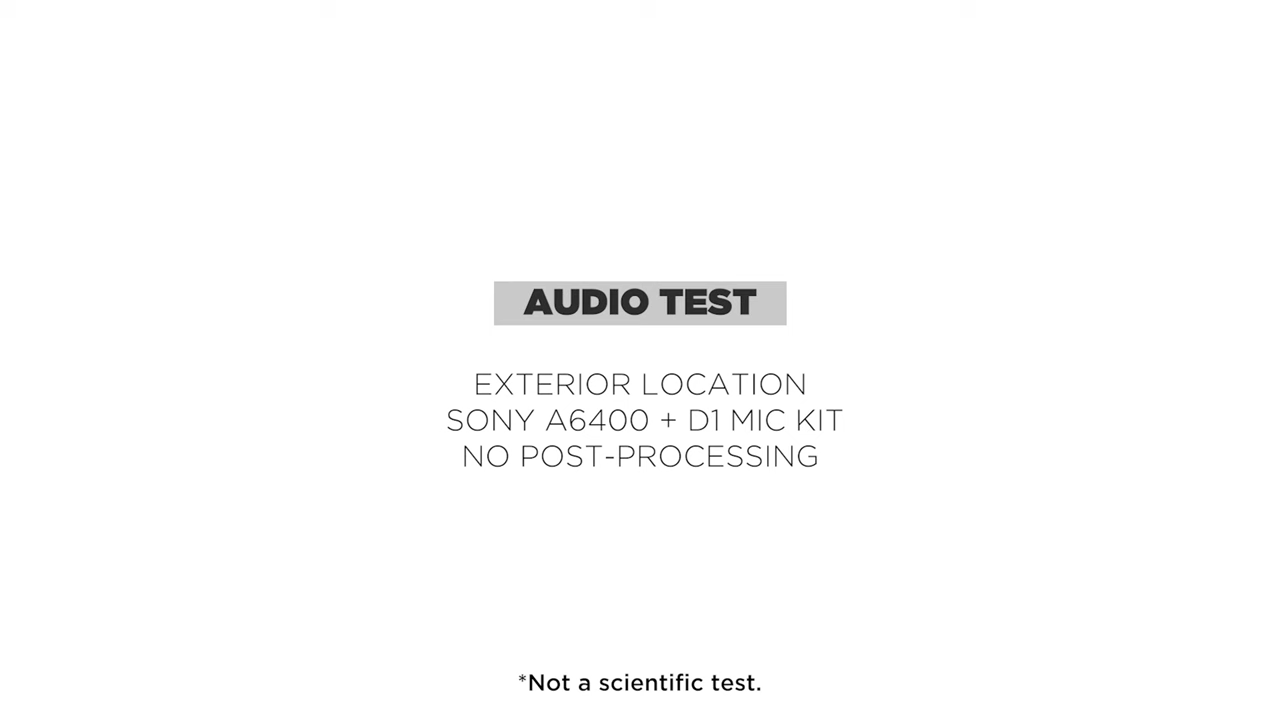 AUDIO TEST
EXTERIOR LOCATION
SONY A6400 + D1 MIC KIT
NO POST-PROCESSING
*Not a scientific test.